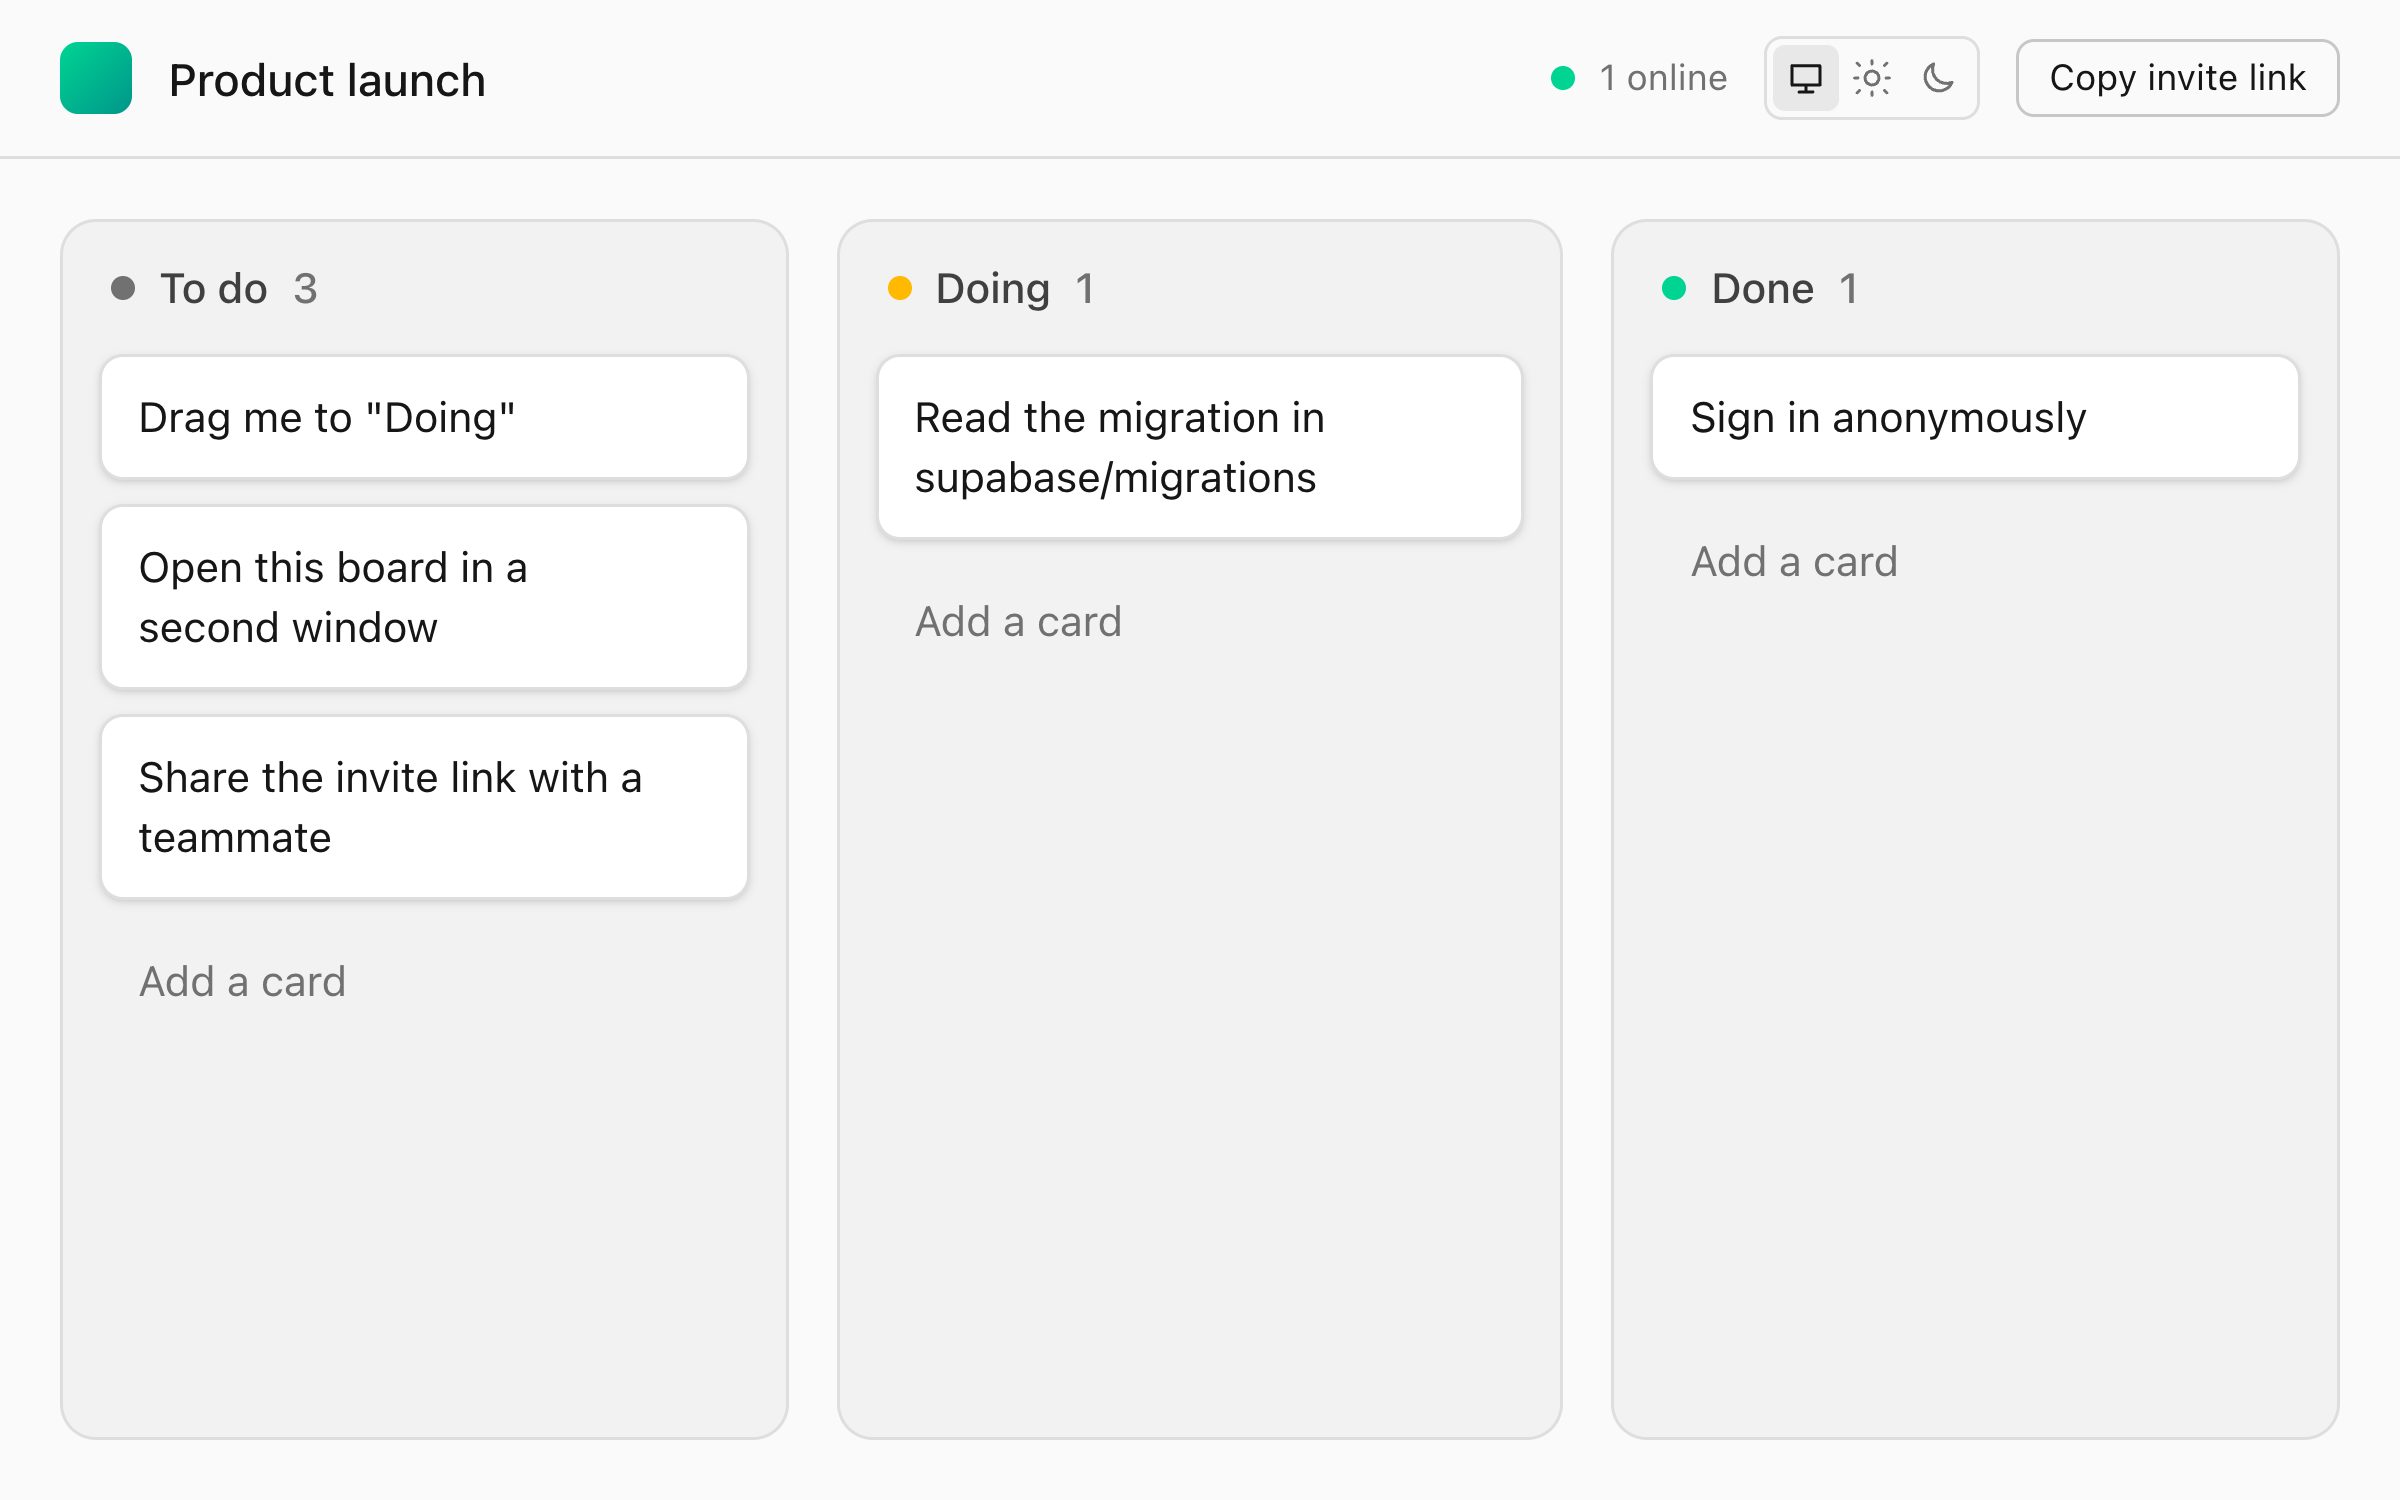 Product launch
1 online
Copy invite link
To do 3
Drag me to "Doing"
Open this board in a
second window
Share the invite link with a
teammate
Add a card
Doing 1
Read the migration in
supabase/migrations
Add a card
Done 1
Sign in anonymously
Add a card